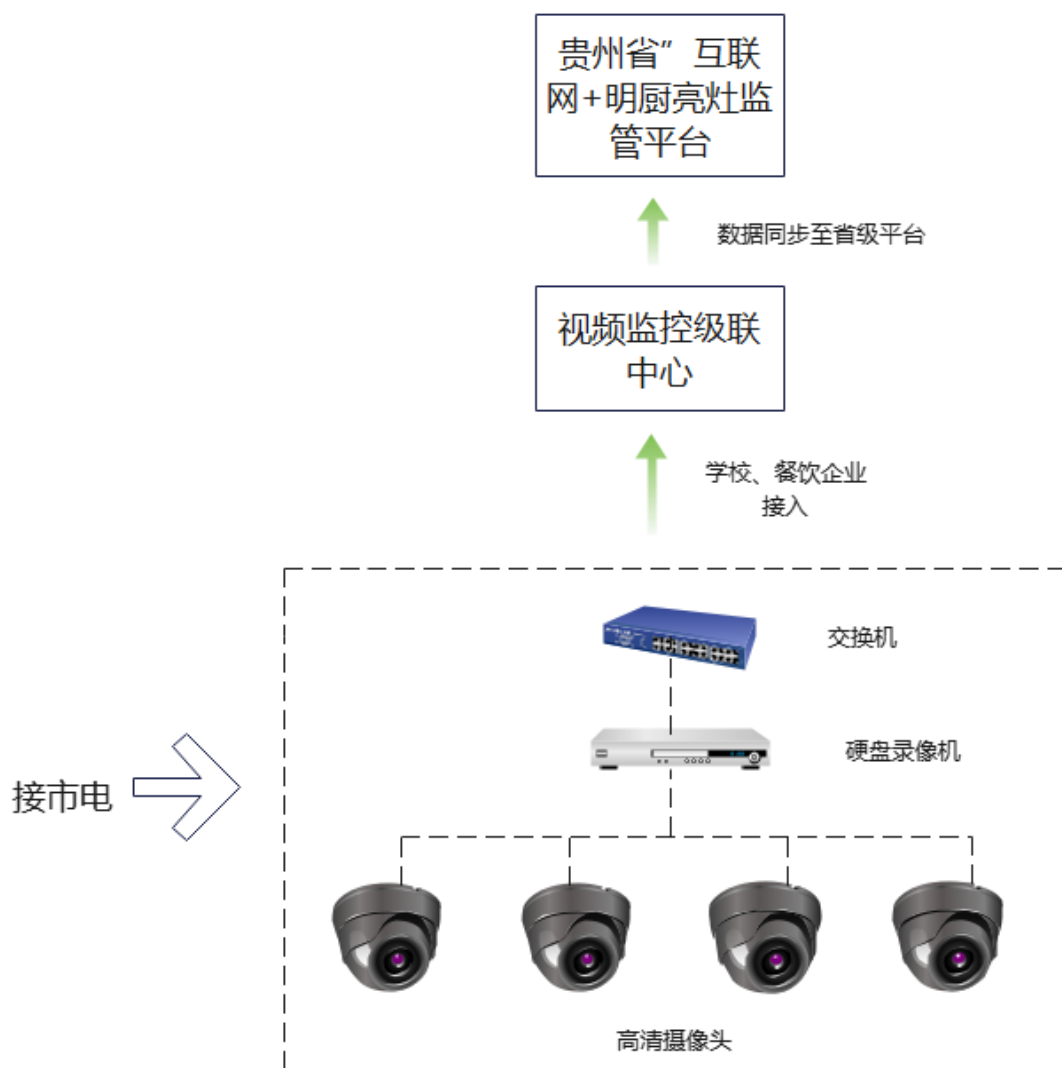 贵州省”互联
网+明厨亮灶监
管平台
数据同步至省级平台
视频监控级联
中心
学校、餐饮企业
接入
交换机
硬盘录像机
接市电
高清摄像头